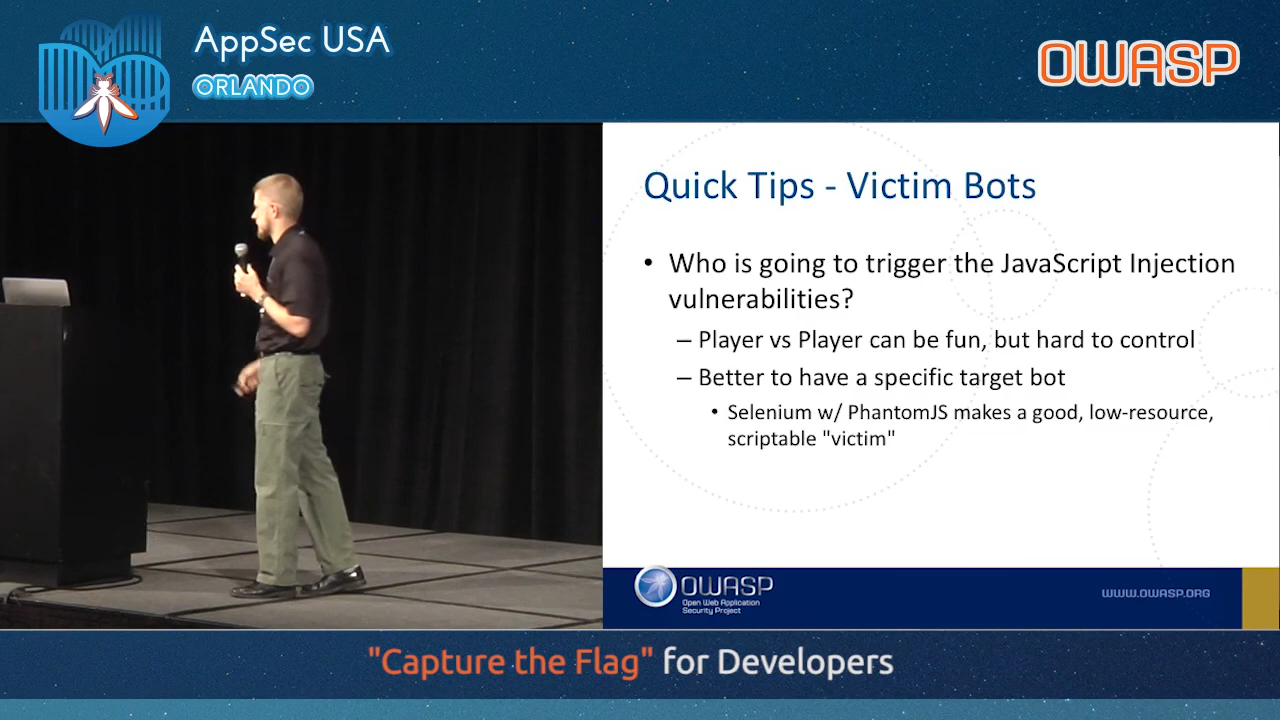 AppSec USA
ORLANDO
OWASP
Quick Tips - Victim Bots
• Who is going to trigger the JavaScript Injection
vulnerabilities?
– Player vs Player can be fun, but hard to control
– Better to have a specific target bot
• Selenium w/ PhantomJS makes a good, low-resource,
scriptable "victim"
OWASP
Open Web Application
Security Project
WWW.OWASP.ORG
"Capture the Flag" for Developers